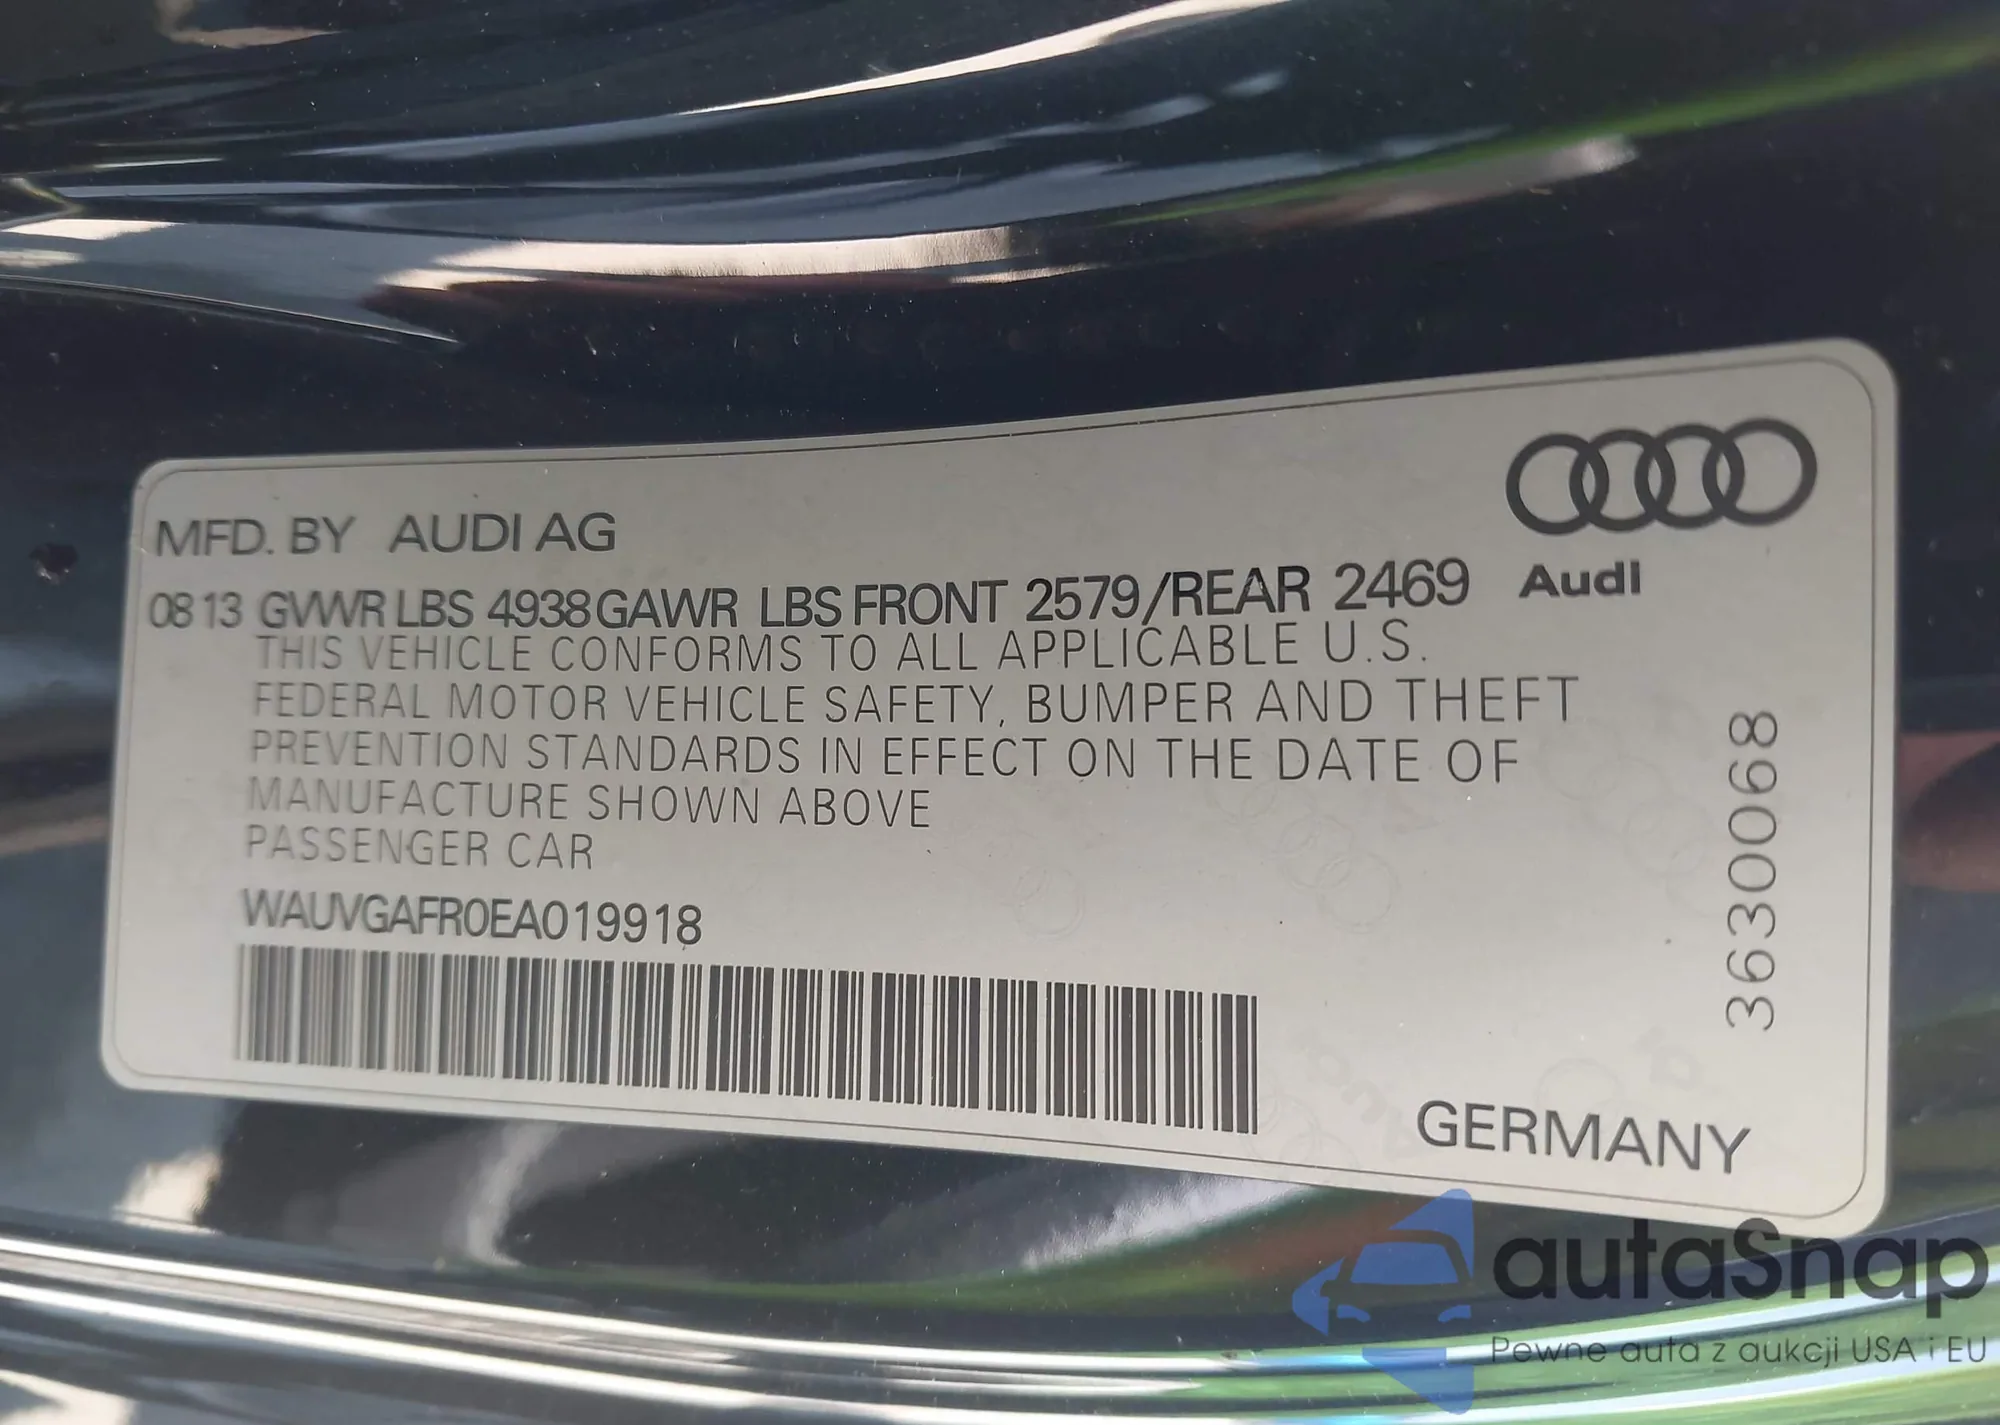 MFD. BY AUDI AG
Audi
0813 GVWR LBS 4938 GAWR LBS FRONT 2579/REAR 2469
THIS VEHICLE CONFORMS TO ALL APPLICABLE U.S.
FEDERAL MOTOR VEHICLE SAFETY, BUMPER AND THEFT
PREVENTION STANDARDS IN EFFECT ON THE DATE OF
MANUFACTURE SHOWN ABOVE
PASSENGER CAR
WAUVGAFR0EA019918
3630068
GERMANY
autaSnap
Pewne auta z aukcji USA i EU